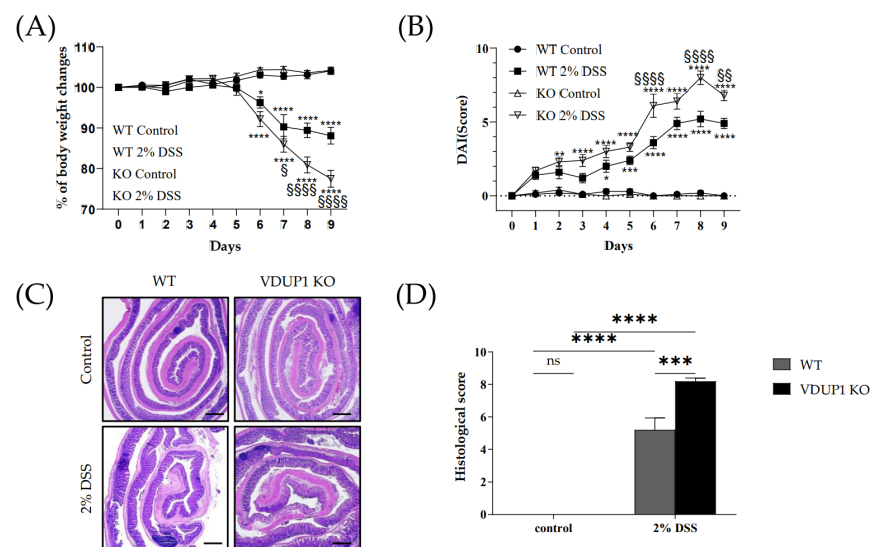 (A)
% of body weight changes
110
100
90
80
70
WT Control
WT 2% DSS
KO Control
KO 2% DSS
*
****
****
****
****
****
****
****
****
§
§§§§
§§§§
0 1 2 3 4 5 6 7 8 9
Days
(B)
DAI(Score)
10
5
0
WT Control
WT 2% DSS
KO Control
KO 2% DSS
§§§§
§§§§
§§
**
****
****
****
****
****
****
****
*
***
****
****
****
****
0 1 2 3 4 5 6 7 8 9
Days
(C)
WT VDUP1 KO
Control
2% DSS
(D)
Histological score
10
8
6
4
2
0
ns
****
****
***
control 2% DSS
WT
VDUP1 KO